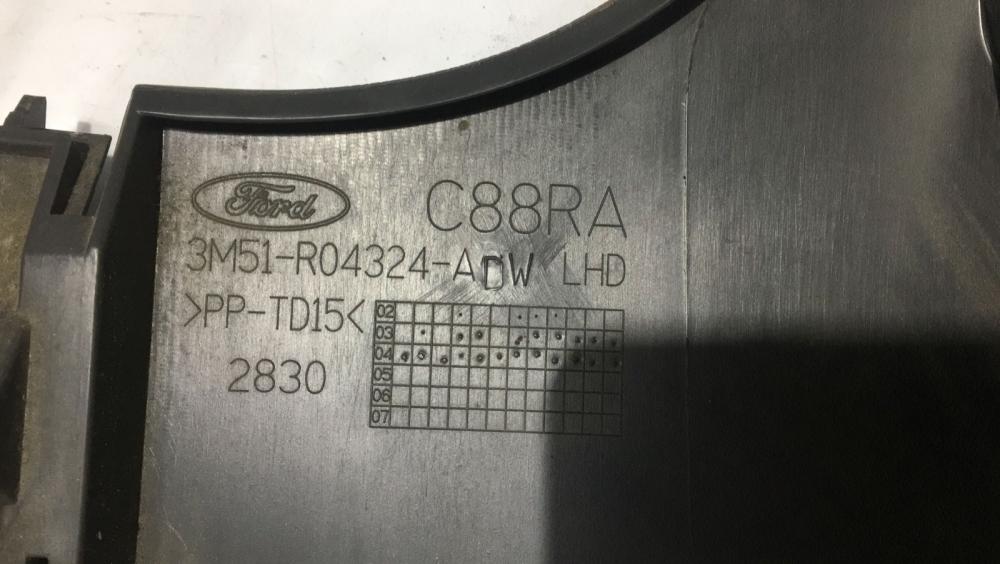 Ford
C88RA
3M51-R04324-ADW LHD
>PP-TD15<
2830
02
03
04
05
06
07